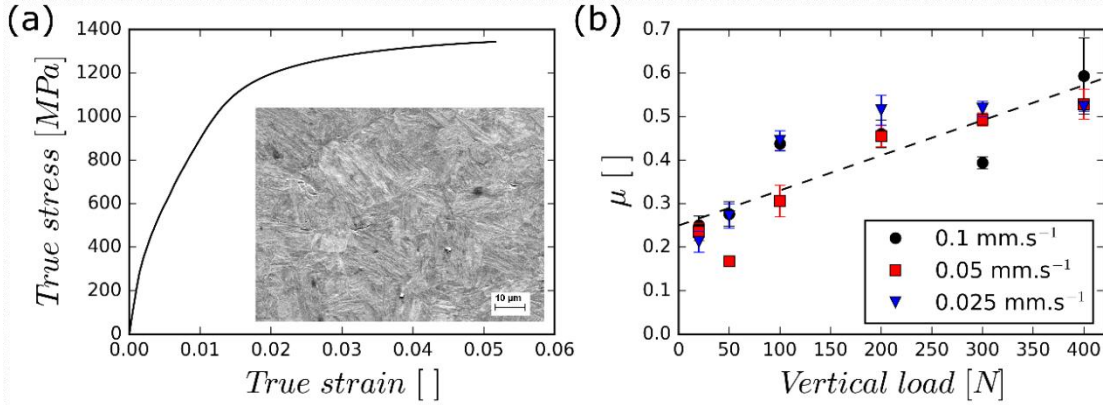 (a)
1400
1200
1000
800
600
400
200
0
True stress [MPa]
0.00 0.01 0.02 0.03 0.04 0.05 0.06
True strain [ ]
10 µm
(b)
0.7
0.6
0.5
0.4
0.3
0.2
0.1
0.0
μ [ ]
0 50 100 150 200 250 300 350 400
Vertical load [N]
0.1 mm.s⁻¹
0.05 mm.s⁻¹
0.025 mm.s⁻¹